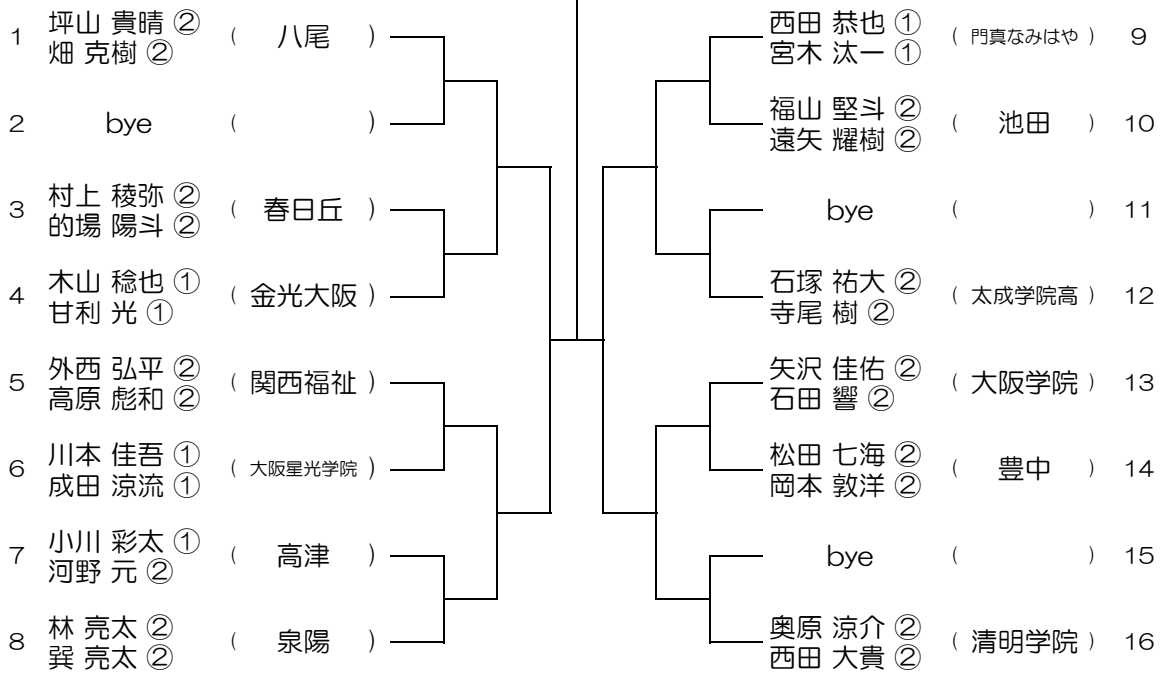 1 坪山 貴晴 ② 畑 克樹 ② ( 八尾 )
2 bye ( )
3 村上 稜弥 ② 的場 陽斗 ② ( 春日丘 )
4 木山 稔也 ① 甘利 光 ① ( 金光大阪 )
5 外西 弘平 ② 高原 彪和 ② ( 関西福祉 )
6 川本 佳吾 ① 成田 涼流 ① ( 大阪星光学院 )
7 小川 彩太 ① 河野 元 ② ( 高津 )
8 林 亮太 ② 巽 亮太 ② ( 泉陽 )
西田 恭也 ① 宮木 汰一 ① ( 門真なみはや ) 9
福山 堅斗 ② 遠矢 耀樹 ② ( 池田 ) 10
bye ( ) 11
石塚 祐大 ② 寺尾 樹 ② ( 太成学院高 ) 12
矢沢 佳佑 ② 石田 響 ② ( 大阪学院 ) 13
松田 七海 ② 岡本 敦洋 ② ( 豊中 ) 14
bye ( ) 15
奥原 涼介 ② 西田 大貴 ② ( 清明学院 ) 16